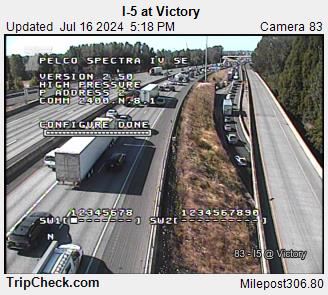 I-5 at Victory
Updated  Jul 16 2024  5:18 PM
Camera 83
PELCO SPECTRA IV SE
VERSION 2.50
HIGH PRESSURE
P ADDRESS 2
COMM 2400,N,8,1
CONFIGURE DONE
12345678 1234567890
SW1[ SW2[
N
83 - I5 @ Victory
TripCheck.com
Milepost306.80